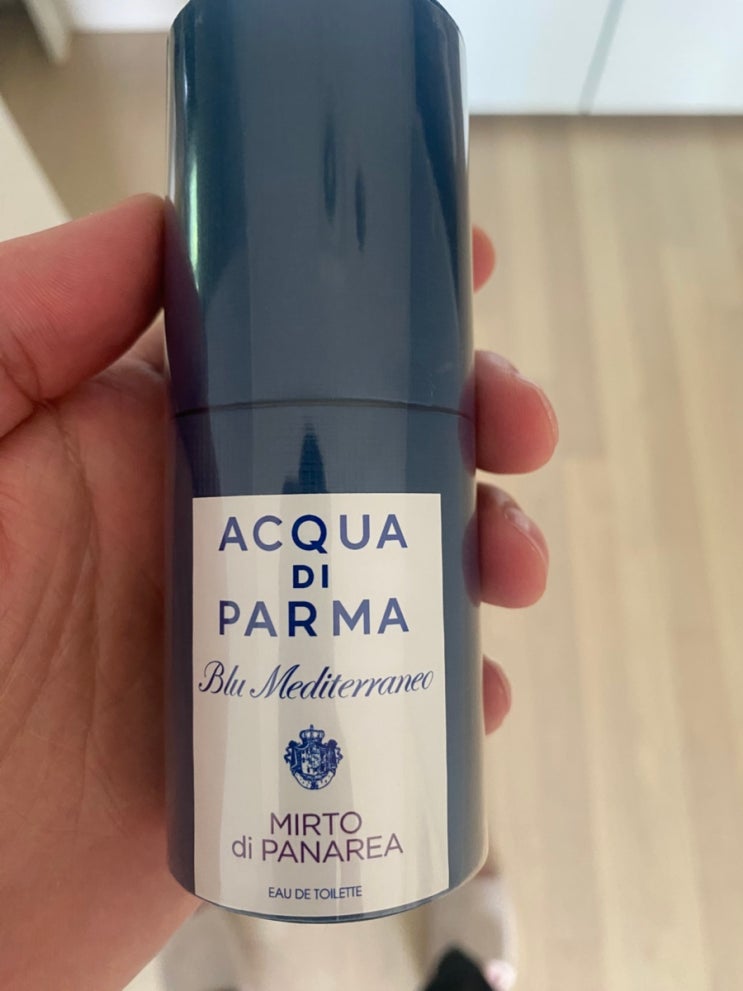 ACQUA
DI
PARMA
Blu Mediterraneo
MIRTO
di PANAREA
EAU DE TOILETTE